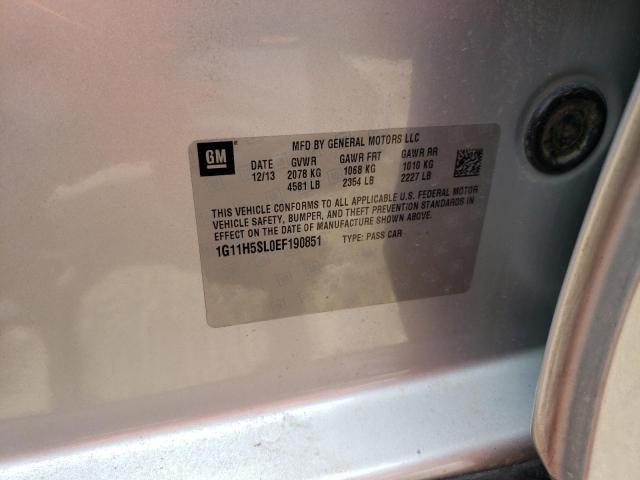 GM
MFD BY GENERAL MOTORS LLC
DATE GVWR GAWR FRT GAWR RR
12/13 2078 KG 1068 KG 1010 KG
4581 LB 2354 LB 2227 LB
THIS VEHICLE CONFORMS TO ALL APPLICABLE U.S. FEDERAL MOTOR
VEHICLE SAFETY, BUMPER, AND THEFT PREVENTION STANDARDS IN
EFFECT ON THE DATE OF MANUFACTURE SHOWN ABOVE.
1G11H5SL0EF190851 TYPE: PASS CAR